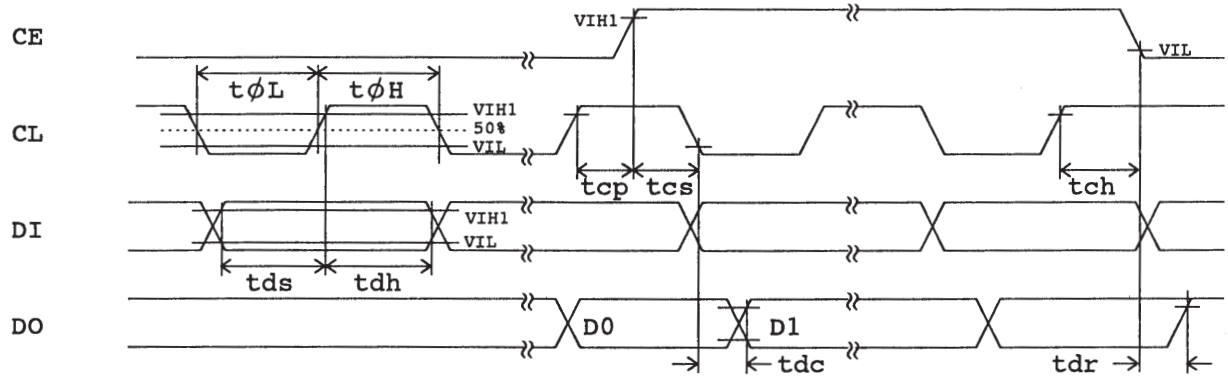 CE
VIH1
VIL
tϕL
tϕH
CL
VIH1
50%
VIL
tcp
tcs
tch
DI
VIH1
VIL
tds
tdh
DO
D0
D1
tdc
tdr